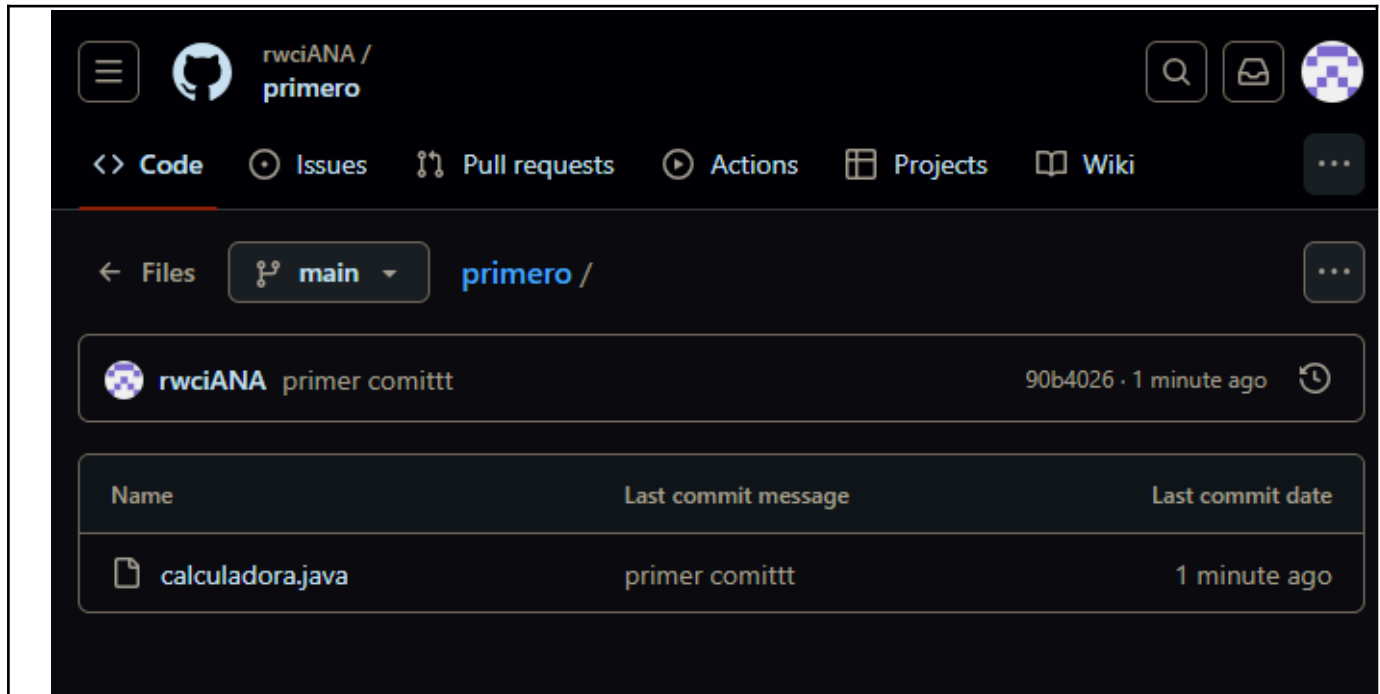 rwciANA /
primero
<> Code Issues Pull requests Actions Projects Wiki ...
← Files main primero /
rwciANA primer comittt 90b4026 · 1 minute ago
Name Last commit message Last commit date
calculadora.java primer comittt 1 minute ago